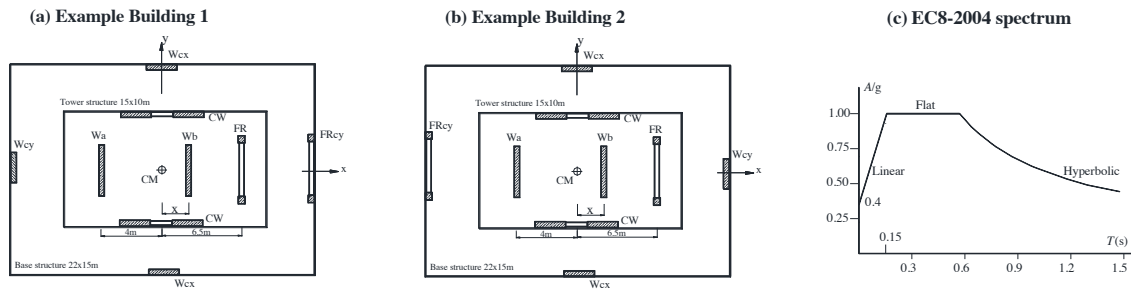 (a) Example Building 1
y
Wcx
Tower structure 15x10m
CW
Wa
Wb
FR
FRcy
Wcy
CM
x
x
CW
4m
6.5m
Base structure 22x15m
Wcx
(b) Example Building 2
y
Wcx
Tower structure 15x10m
CW
Wa
Wb
FR
FRcy
Wcy
CM
x
x
CW
4m
6.5m
Base structure 22x15m
Wcx
(c) EC8-2004 spectrum
A/g
1.00
Flat
0.75
Linear
Hyperbolic
0.50
0.4
0.25
0.15
T(s)
0.3 0.6 0.9 1.2 1.5